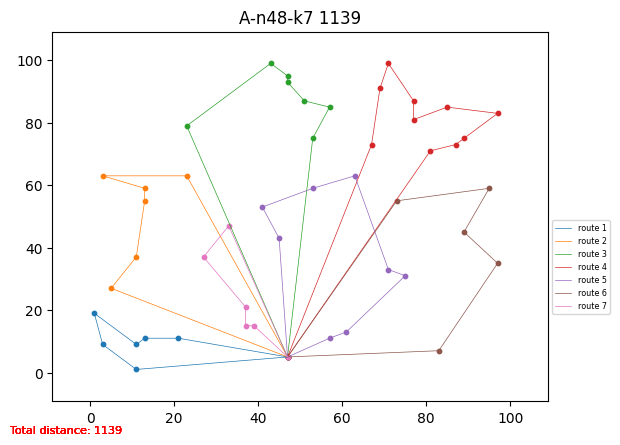 A-n48-k7 1139
100
80
60
40
20
0
0 20 40 60 80 100
route 1
route 2
route 3
route 4
route 5
route 6
route 7
Total distance: 1139